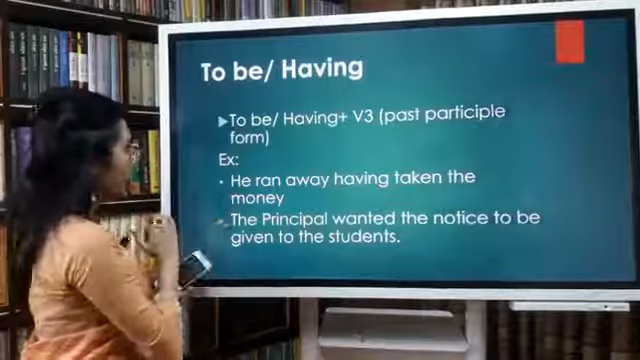 To be/ Having
To be/ Having+ V3 (past participle
form)
Ex:
He ran away having taken the
money
The Principal wanted the notice to be
given to the students.